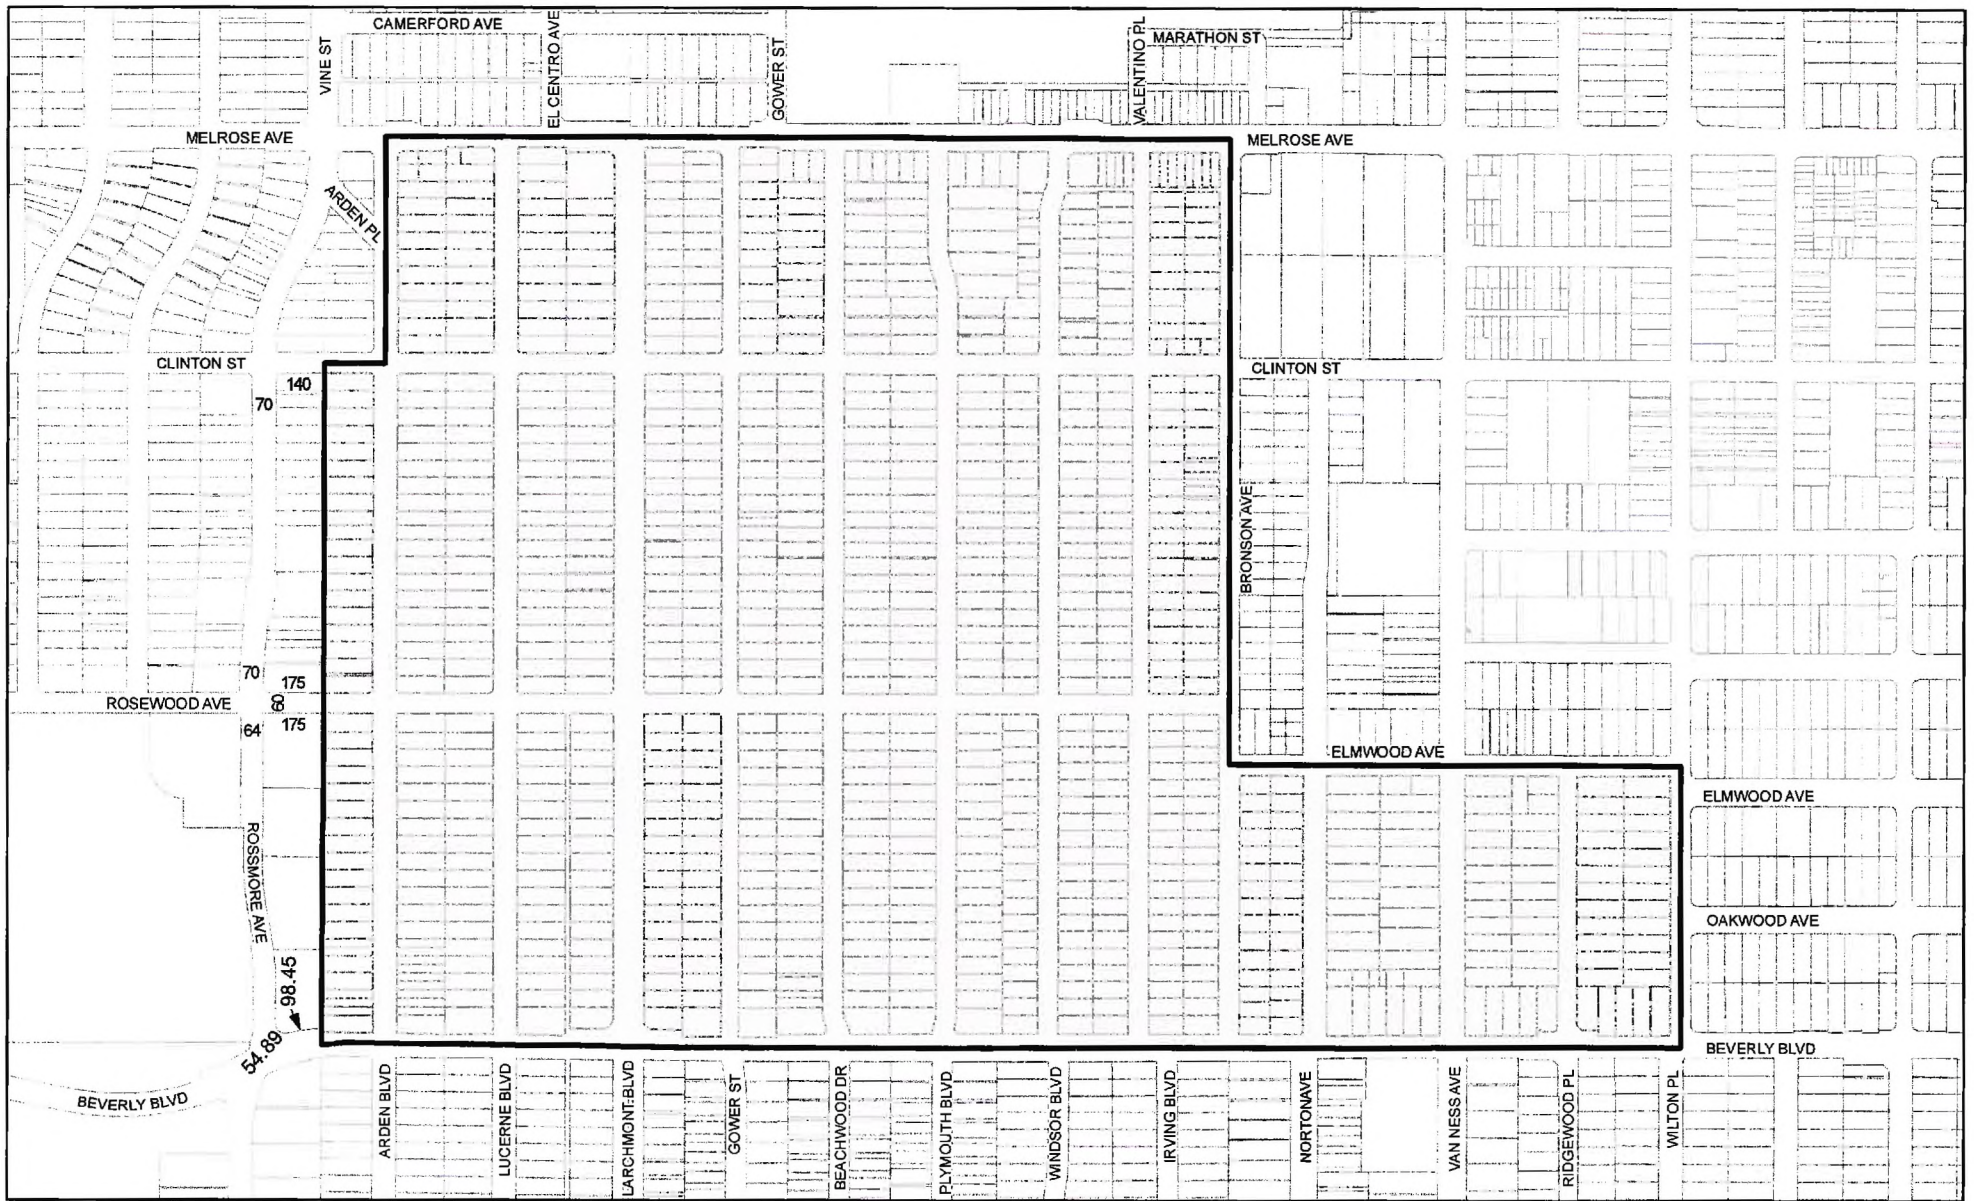 CAMERFORD AVE
VINE ST
EL CENTRO AVE
GOWER ST
VALENTINO PL
MARATHON ST
MELROSE AVE
MELROSE AVE
ARDEN PL
CLINTON ST
140
70
CLINTON ST
BRONSON AVE
70
175
ROSEWOOD AVE
60
64
175
ELMWOOD AVE
ELMWOOD AVE
ROSSMORE AVE
OAKWOOD AVE
98.45
54.89
BEVERLY BLVD
BEVERLY BLVD
ARDEN BLVD
LUCERNE BLVD
LARCHMONT BLVD
GOWER ST
BEACHWOOD DR
PLYMOUTH BLVD
WINDSOR BLVD
IRVING BLVD
NORTON AVE
VAN NESS AVE
RIDGEWOOD PL
WILTON PL